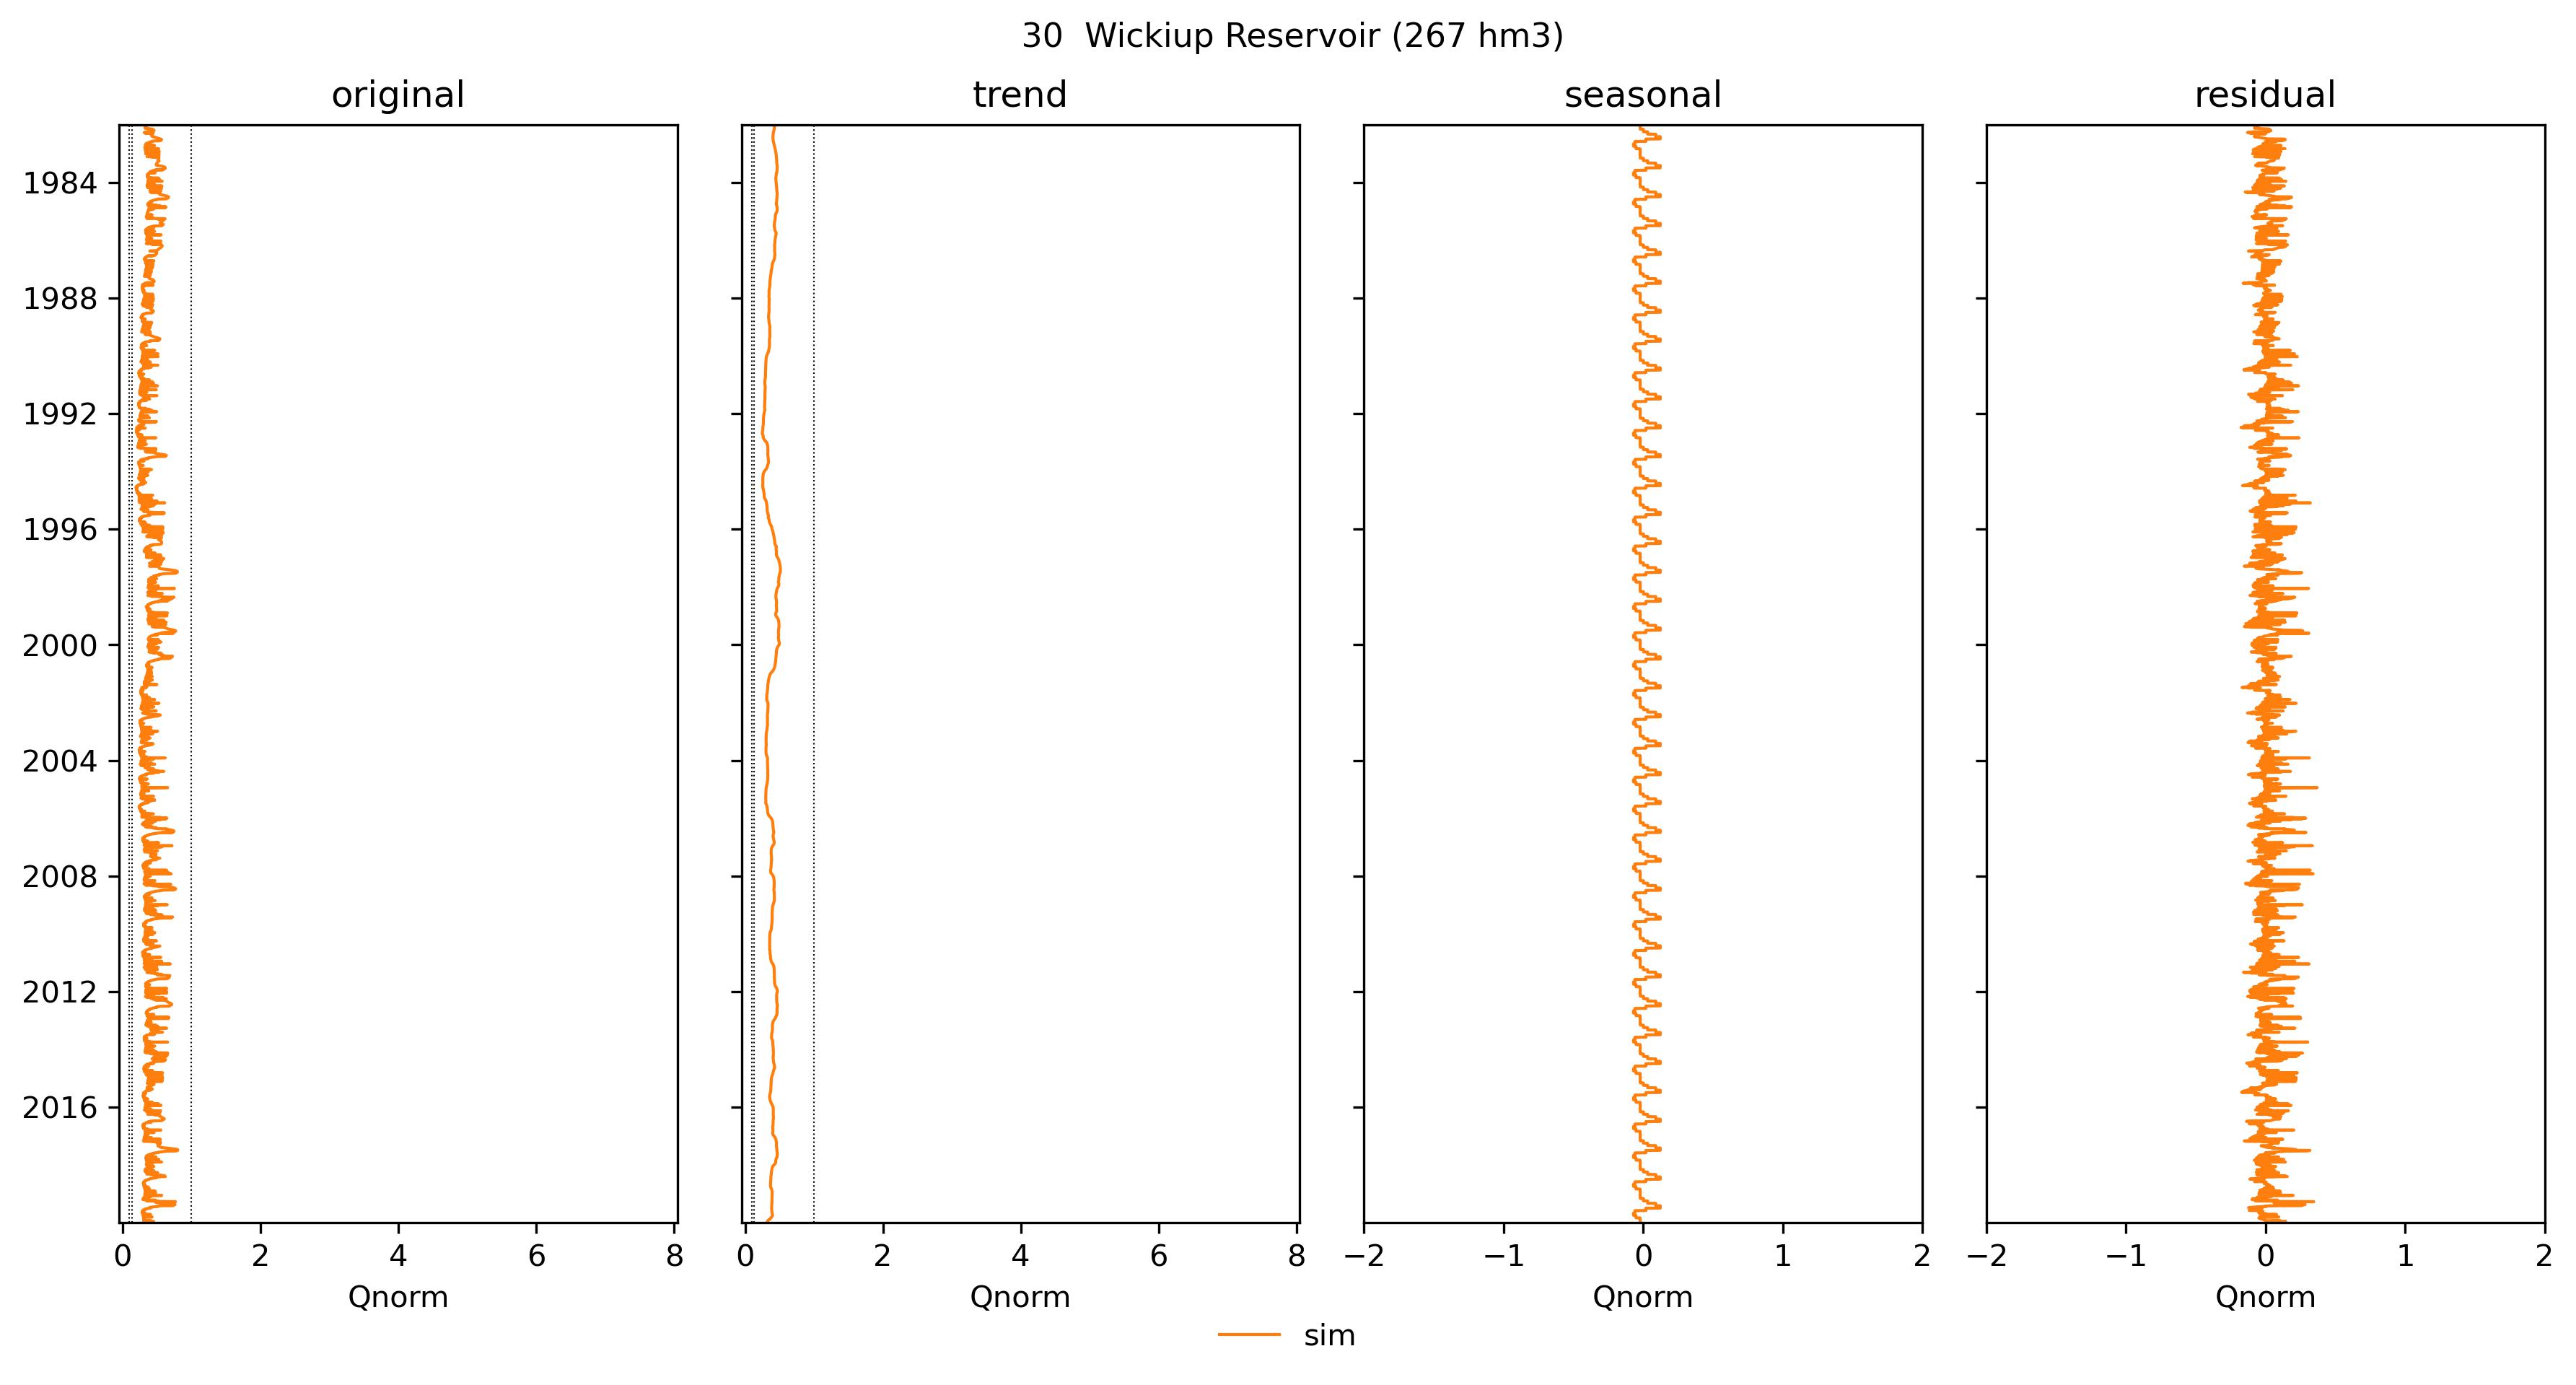 30  Wickiup Reservoir (267 hm3)
original
trend
seasonal
residual
1984
1988
1992
1996
2000
2004
2008
2012
2016
0 2 4 6 8
0 2 4 6 8
−2 −1 0 1 2
−2 −1 0 1 2
Qnorm
Qnorm
Qnorm
Qnorm
sim